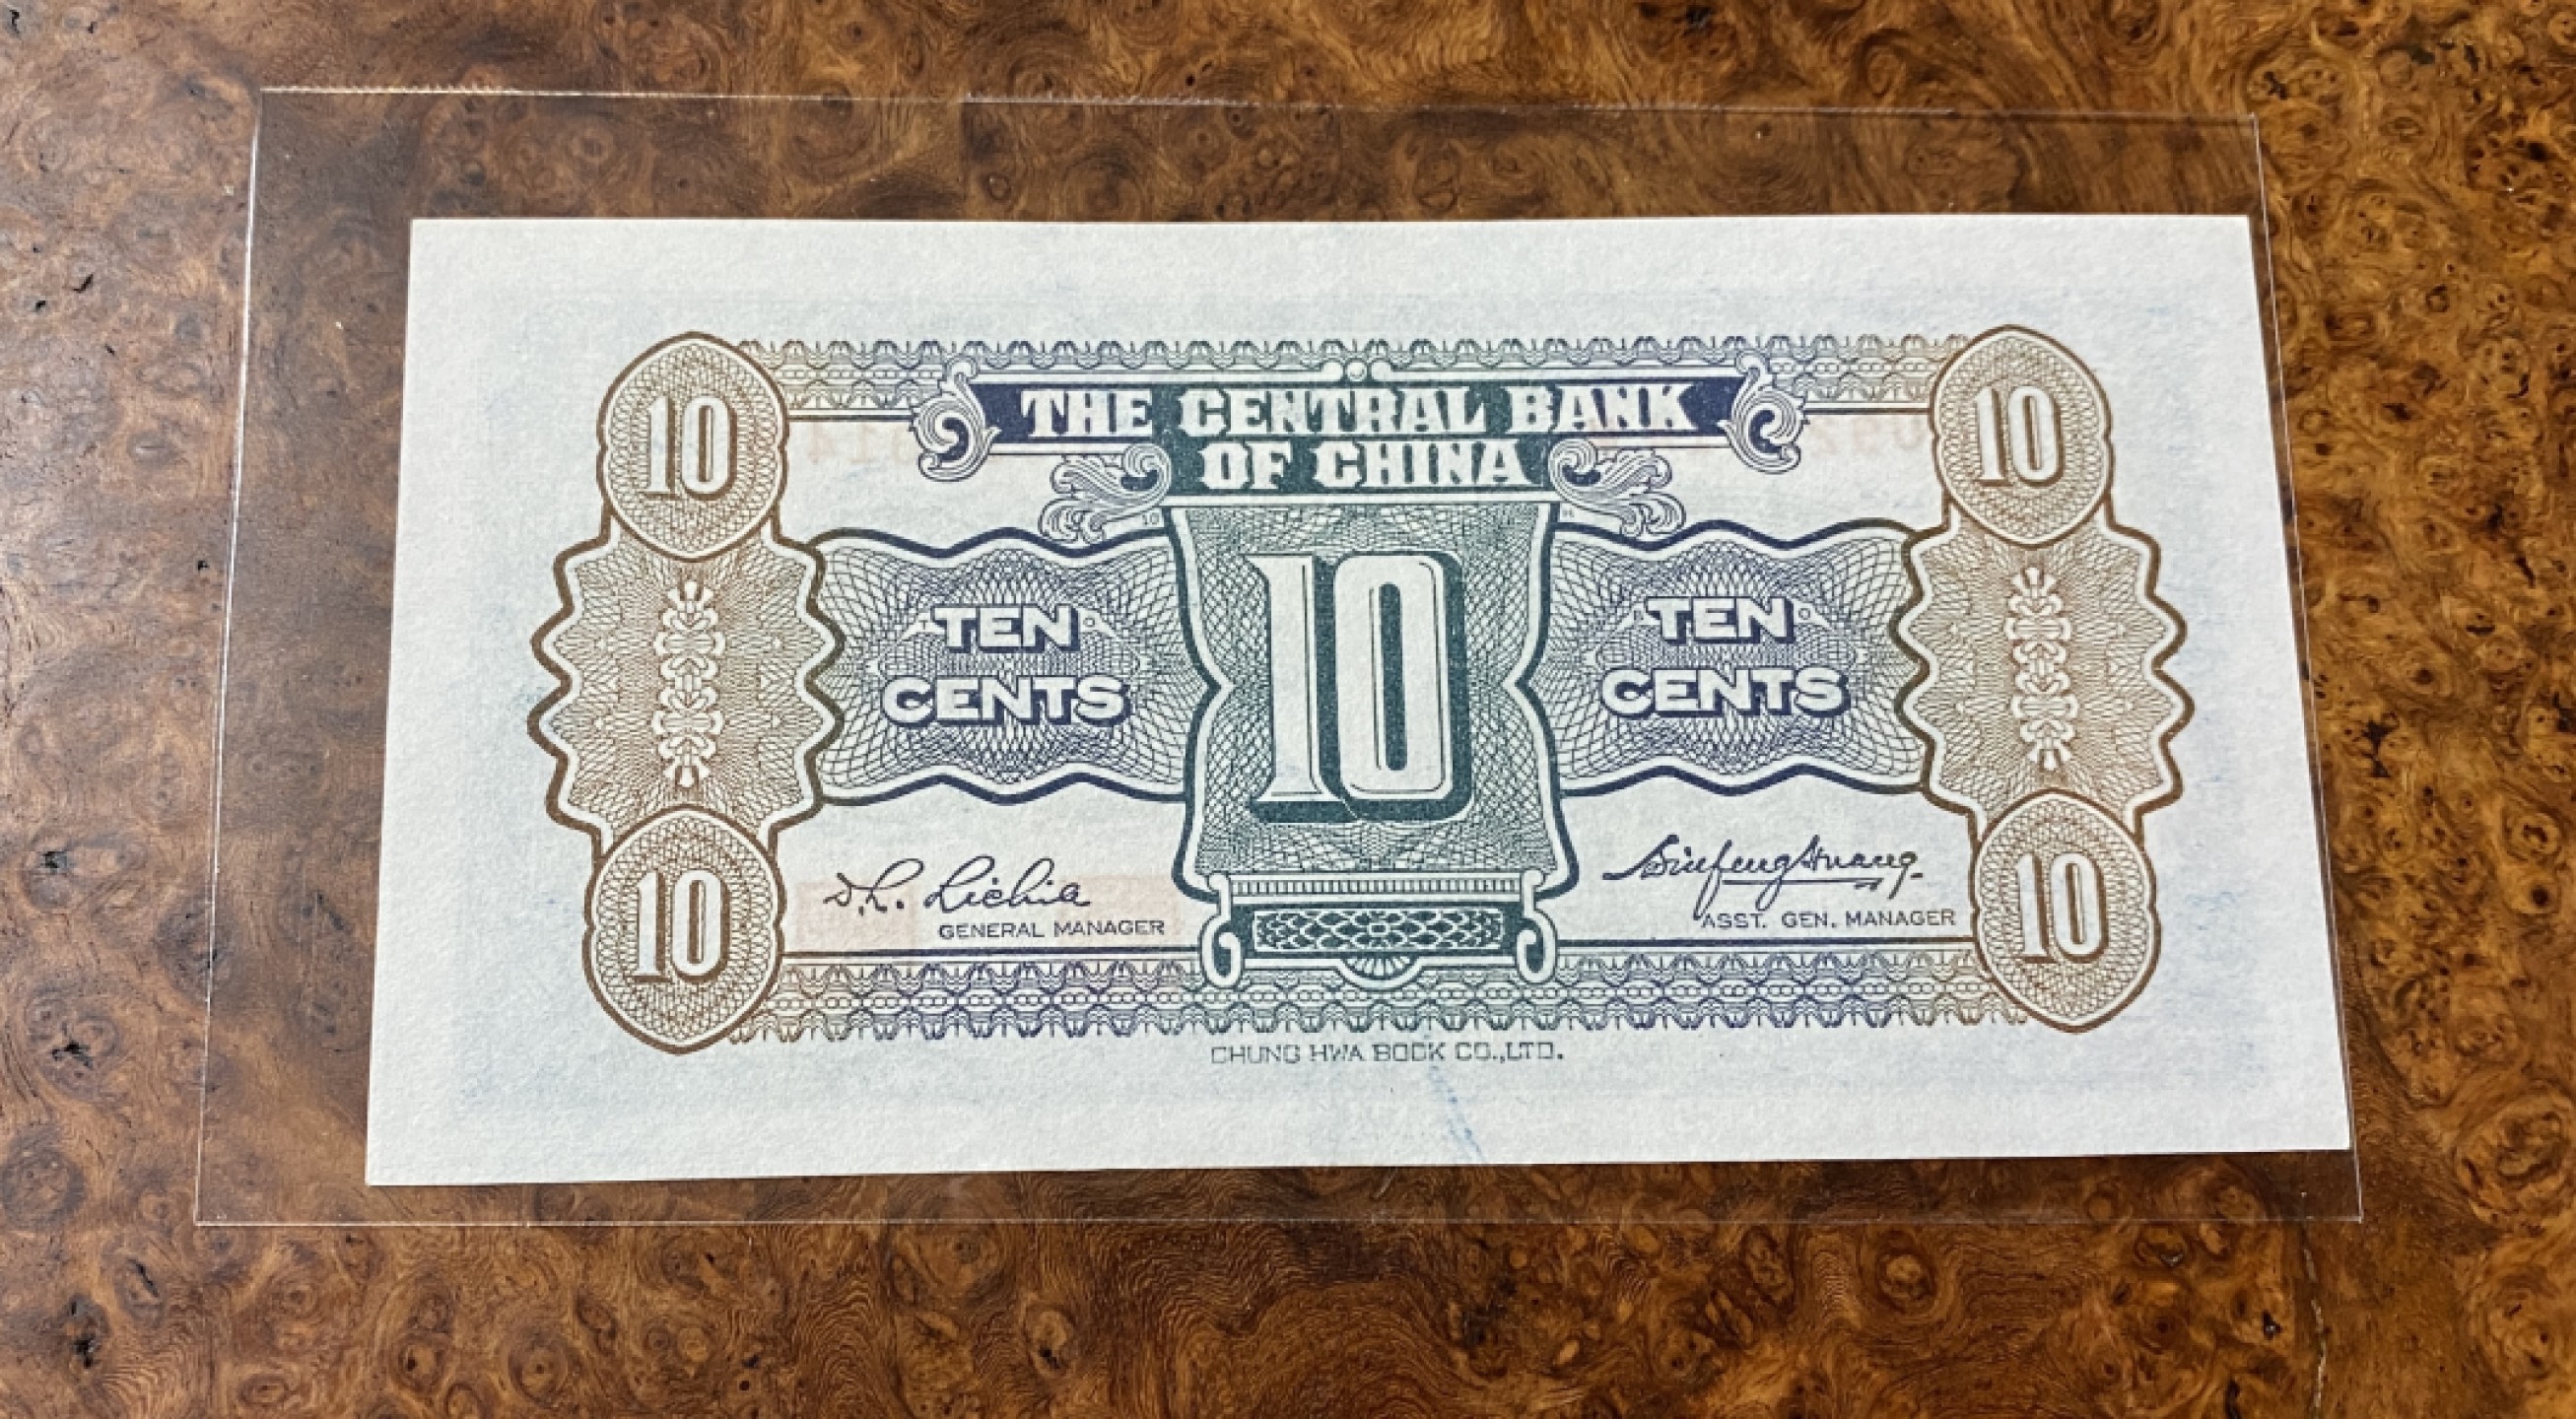 THE CENTRAL BANK
OF CHINA
10
10
TEN
CENTS
10
TEN
CENTS
10
10
GENERAL MANAGER
ASST. GEN. MANAGER
CHUNG HWA BOOK CO.,LTD.